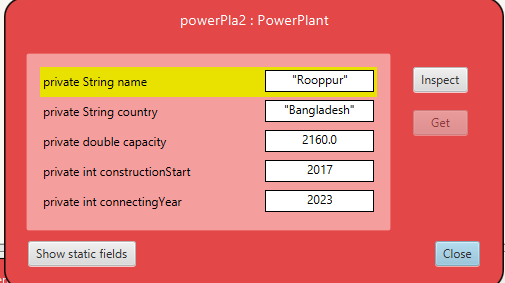 powerPla2 : PowerPlant
private String name "Rooppur" Inspect
private String country "Bangladesh" Get
private double capacity 2160.0
private int constructionStart 2017
private int connectingYear 2023
Show static fields Close